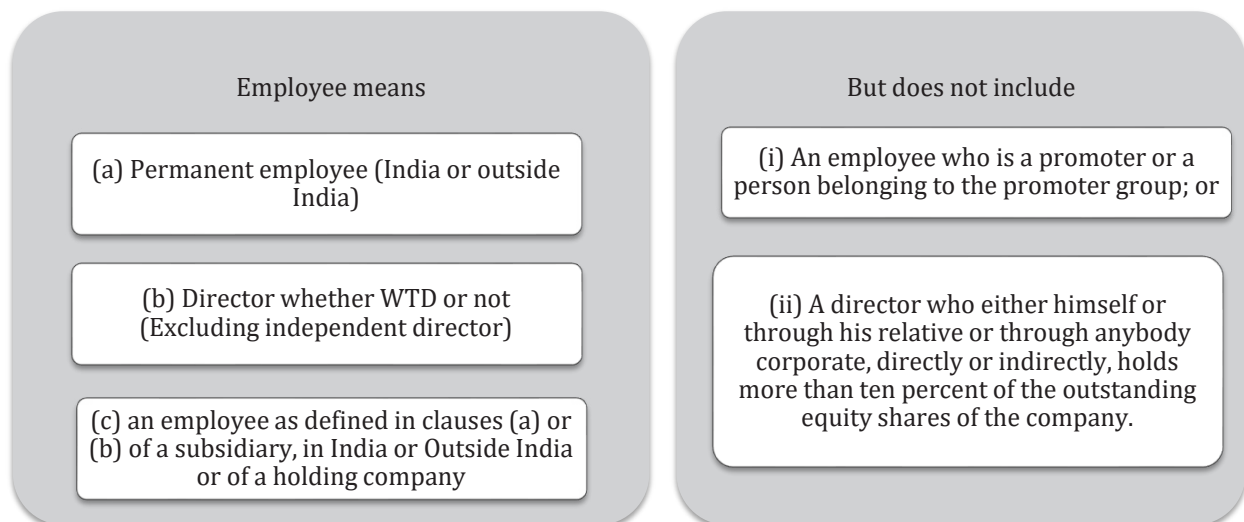 Employee means
(a) Permanent employee (India or outside
India)
(b) Director whether WTD or not
(Excluding independent director)
(c) an employee as defined in clauses (a) or
(b) of a subsidiary, in India or Outside India
or of a holding company
But does not include
(i) An employee who is a promoter or a
person belonging to the promoter group; or
(ii) A director who either himself or
through his relative or through anybody
corporate, directly or indirectly, holds
more than ten percent of the outstanding
equity shares of the company.